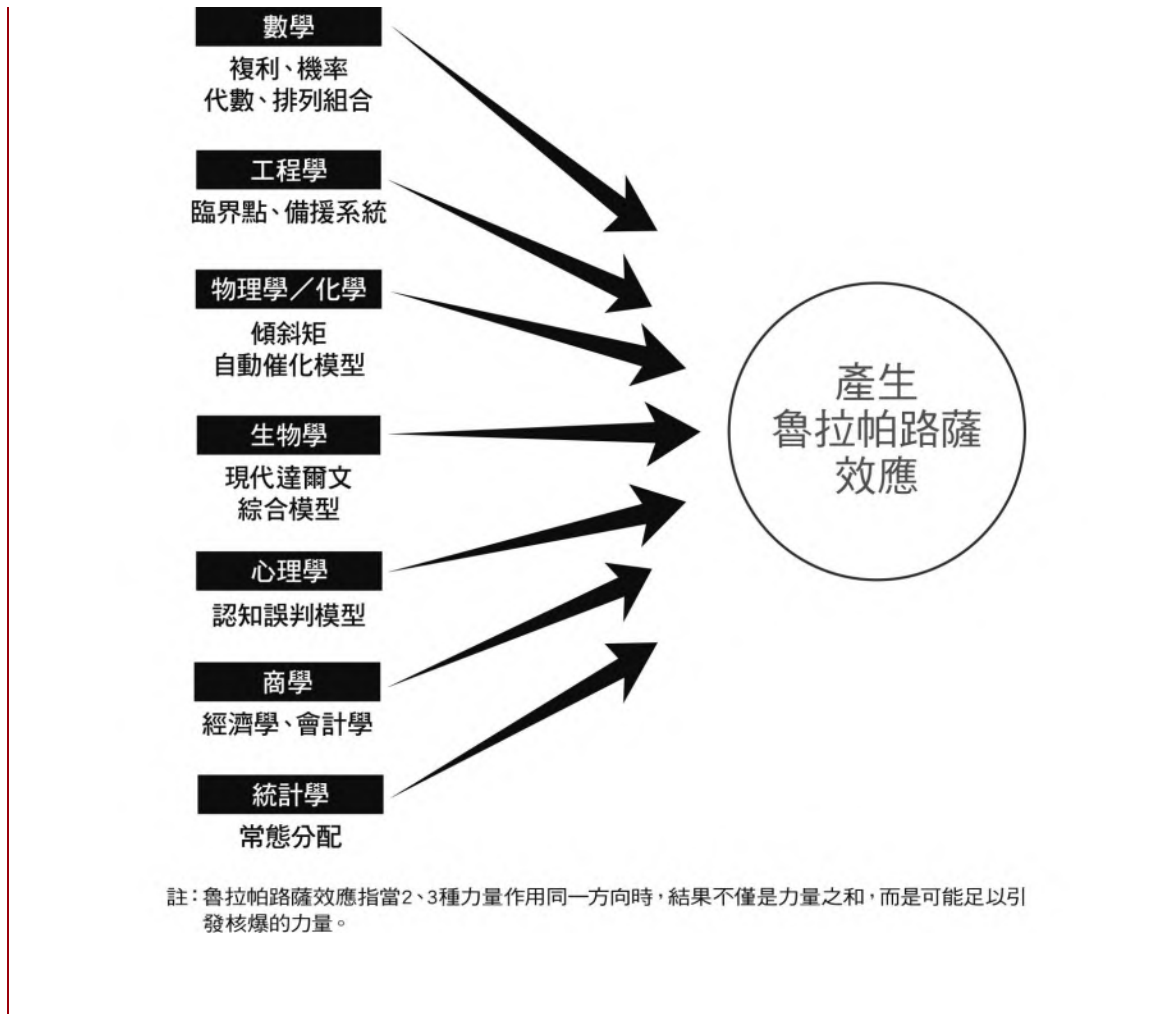 數學
複利、機率
代數、排列組合
工程學
臨界點、備援系統
物理學／化學
傾斜矩
自動催化模型
生物學
現代達爾文
綜合模型
心理學
認知誤判模型
商學
經濟學、會計學
統計學
常態分配
產生
魯拉帕路薩
效應
註：魯拉帕路薩效應指當2、3種力量作用同一方向時，結果不僅是力量之和，而是可能足以引
發核爆的力量。